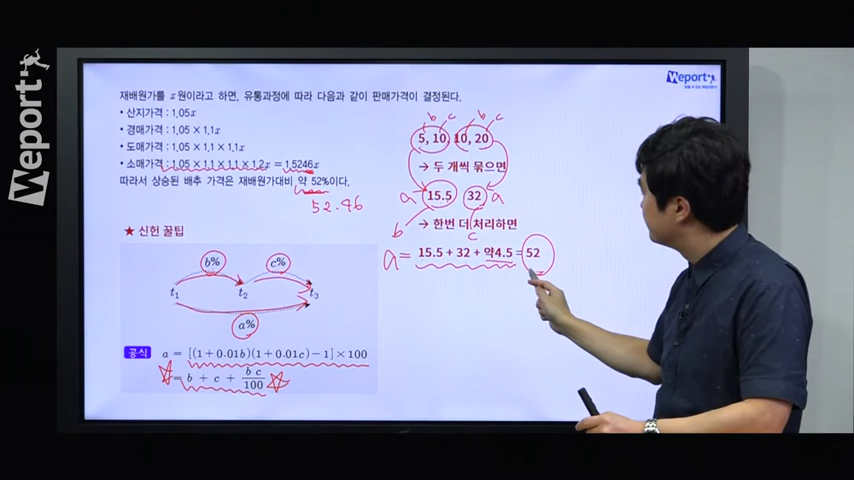 Weport
Weport
재배원가를 x원이라고 하면, 유통과정에 따라 다음과 같이 판매가격이 결정된다.
• 산지가격 : 1.05x
• 경매가격 : 1.05 × 1.1x
• 도매가격 : 1.05 × 1.1 × 1.1x
• 소매가격 : 1.05 × 1.1 × 1.1 × 1.2x = 1.5246x
따라서 상승된 배추 가격은 재배원가대비 약 52%이다.
52.46
★ 신헌 꿀팁
b% c%
t₁ t₂ t₃
a%
공식 a = [(1+0.01b)(1+0.01c)−1]×100
= b + c + bc/100
b c b c
5, 10 10, 20
→ 두 개씩 묶으면
a 15.5 32 a
b c
→ 한번 더 처리하면
a = 15.5 + 32 + 약4.5 = 52